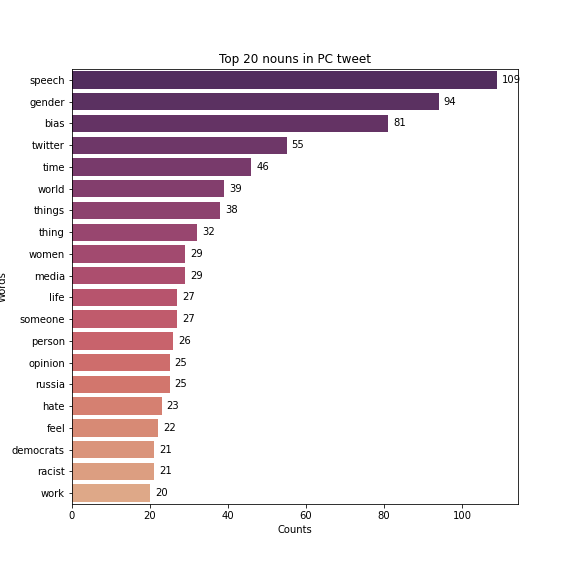 Top 20 nouns in PC tweet
speech 109
gender 94
bias 81
twitter 55
time 46
world 39
things 38
thing 32
women 29
media 29
life 27
someone 27
person 26
opinion 25
russia 25
hate 23
feel 22
democrats 21
racist 21
work 20
0 20 40 60 80 100
Counts